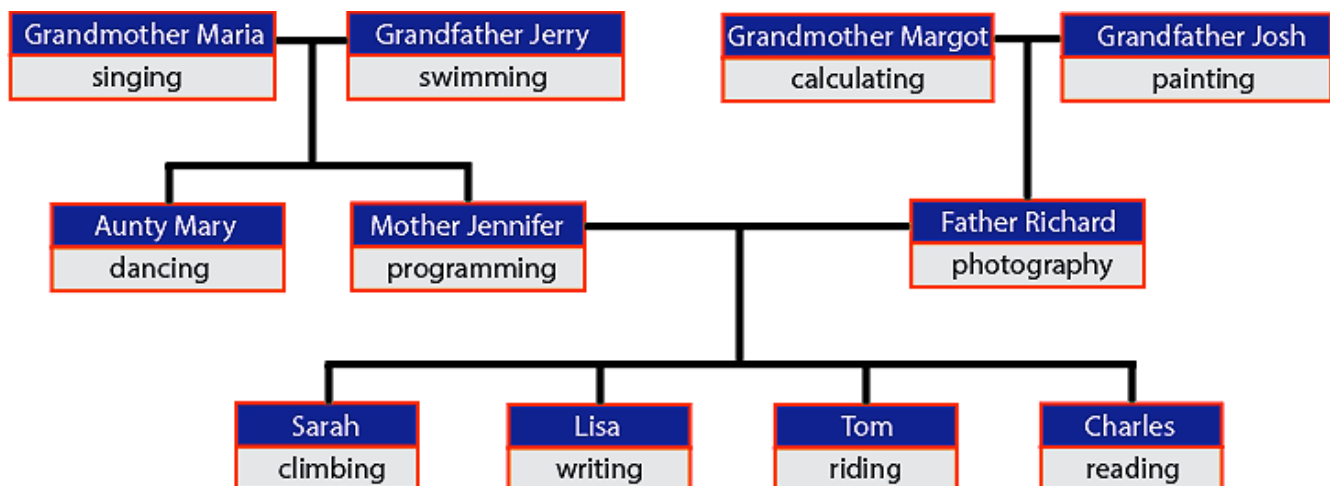 Grandmother Maria
singing
Grandfather Jerry
swimming
Grandmother Margot
calculating
Grandfather Josh
painting
Aunty Mary
dancing
Mother Jennifer
programming
Father Richard
photography
Sarah
climbing
Lisa
writing
Tom
riding
Charles
reading